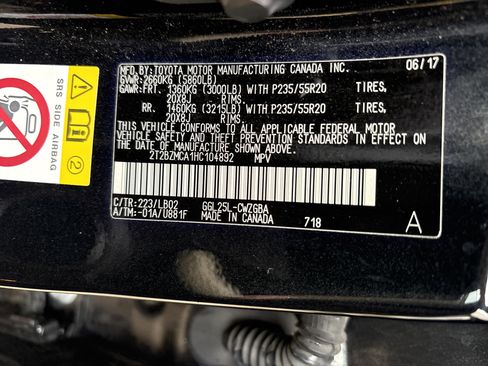 MFD. BY: TOYOTA MOTOR MANUFACTURING CANADA INC. 06/17
GVWR: 2660KG (5860LB)
GAWR: FRT. 1360KG (3000LB) WITH P235/55R20 TIRES,
20X8J RIMS,
RR. 1460KG (3215LB) WITH P235/55R20 TIRES,
20X8J RIMS,
THIS VEHICLE CONFORMS TO ALL APPLICABLE FEDERAL MOTOR
VEHICLE SAFETY AND THEFT PREVENTION STANDARDS IN EFFECT
ON THE DATE OF MANUFACTURE SHOWN ABOVE.
2T2BZMCA1HC104892 MPV
C/TR: 223/LB02 GGL25L-CWZGBA
A/TM: -01A/U881F MADE IN CANADA 718 A
SRS SIDE AIRBAG